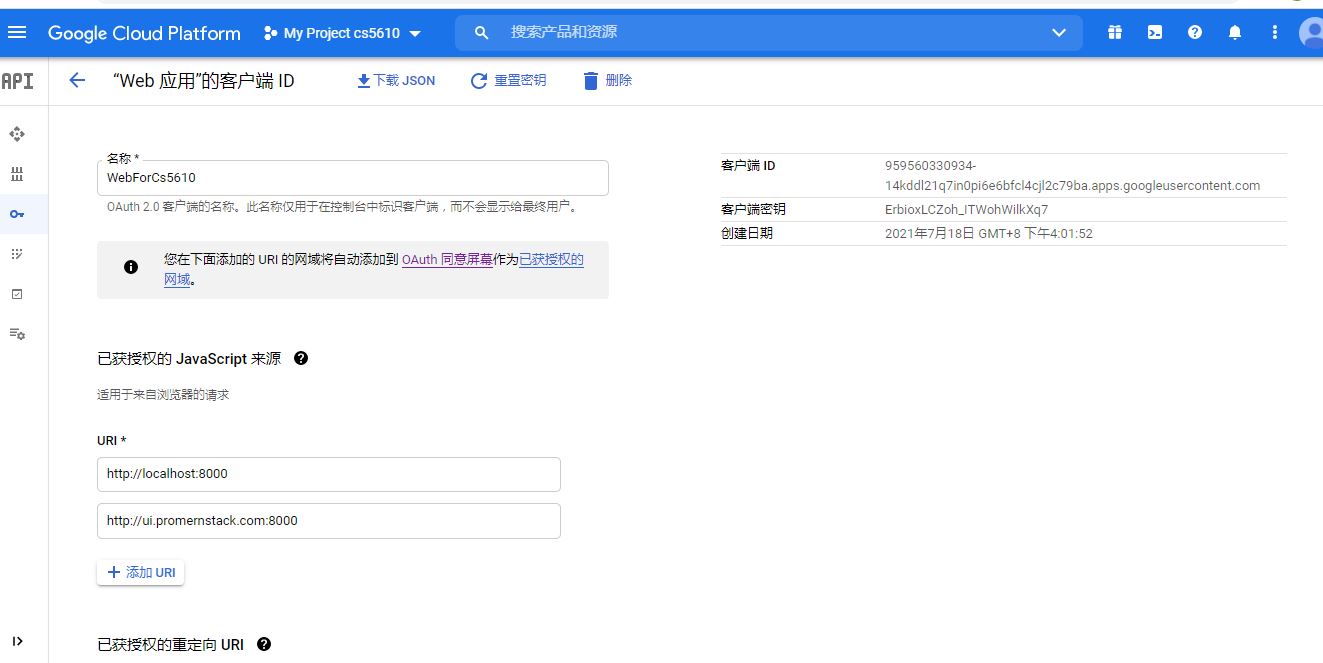 Google Cloud Platform My Project cs5610 搜索产品和资源
API “Web 应用”的客户端 ID 下载 JSON 重置密钥 删除
名称 *
WebForCs5610
OAuth 2.0 客户端的名称。此名称仅用于在控制台中标识客户端，而不会显示给最终用户。
您在下面添加的 URI 的网域将自动添加到 OAuth 同意屏幕作为已获授权的
网域。
客户端 ID 959560330934-
14kddl21q7in0pi6e6bfcl4cjl2c79ba.apps.googleusercontent.com
客户端密钥 ErbioxLCZoh_ITWohWilkXq7
创建日期 2021年7月18日 GMT+8 下午4:01:52
已获授权的 JavaScript 来源
适用于来自浏览器的请求
URI *
http://localhost:8000
http://ui.promernstack.com:8000
添加 URI
已获授权的重定向 URI